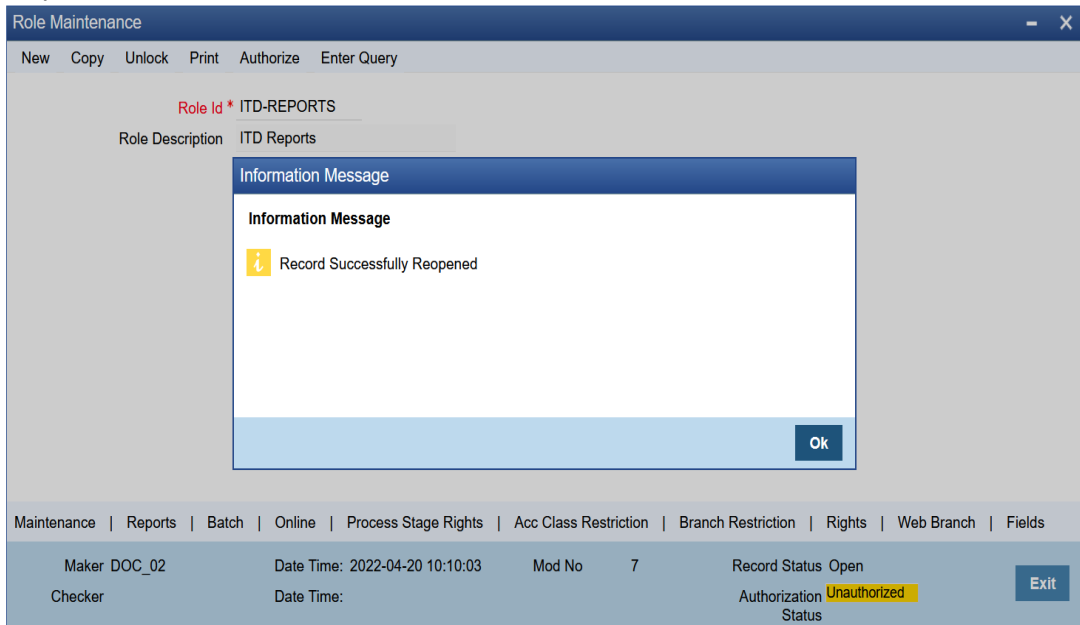 Role Maintenance
New Copy Unlock Print Authorize Enter Query
Role Id * ITD-REPORTS
Role Description ITD Reports
Information Message
Information Message
i Record Successfully Reopened
Ok
Maintenance | Reports | Batch | Online | Process Stage Rights | Acc Class Restriction | Branch Restriction | Rights | Web Branch | Fields
Maker DOC_02 Date Time: 2022-04-20 10:10:03 Mod No 7 Record Status Open
Checker Date Time: Authorization Unauthorized
Status
Exit